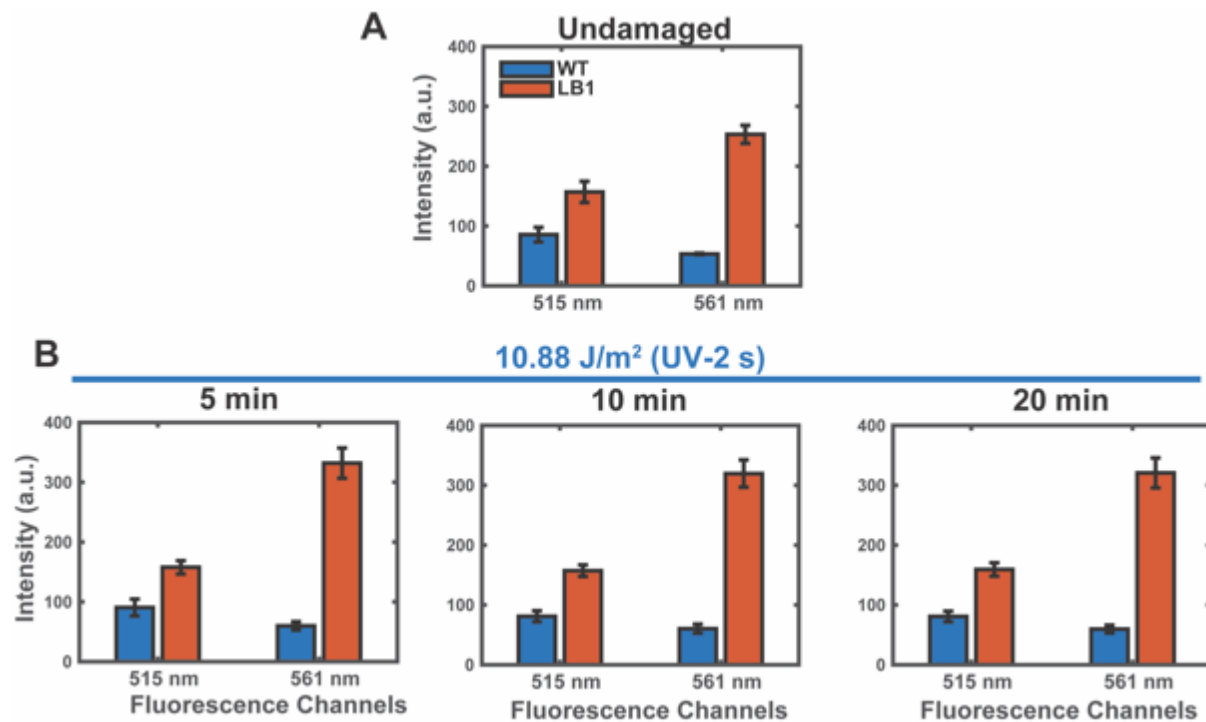 A
Undamaged
Intensity (a.u.)
400
300
200
100
0
WT
LB1
515 nm
561 nm
B
10.88 J/m² (UV-2 s)
5 min
10 min
20 min
Intensity (a.u.)
400
300
200
100
0
515 nm
561 nm
Fluorescence Channels
400
300
200
100
0
515 nm
561 nm
Fluorescence Channels
400
300
200
100
0
515 nm
561 nm
Fluorescence Channels